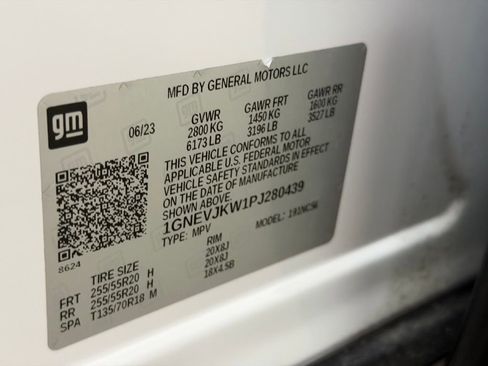 MFD BY GENERAL MOTORS LLC
gm
06/23 GVWR GAWR FRT GAWR RR
2800 KG 1450 KG 1600 KG
6173 LB 3196 LB 3527 LB
THIS VEHICLE CONFORMS TO ALL
APPLICABLE U.S. FEDERAL MOTOR
VEHICLE SAFETY STANDARDS IN EFFECT
ON THE DATE OF MANUFACTURE
SHOWN ABOVE.
1GNEVJKW1PJ280439
TYPE: MPV MODEL: 1B1NC56
8624
TIRE SIZE RIM
FRT 255/55R20 H 20X8J
RR 255/55R20 H 20X8J
SPA T135/70R18 M 18X4.5B